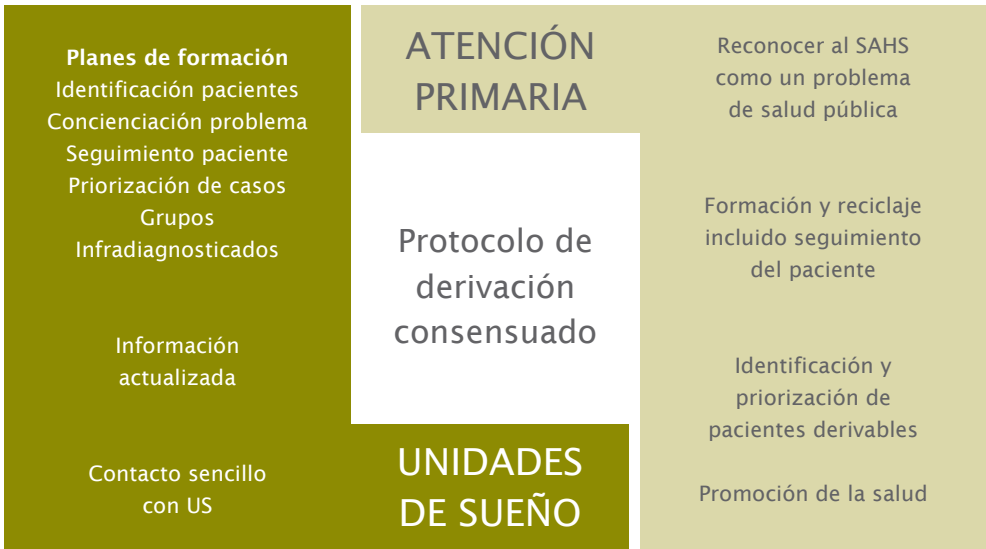 Planes de formación
Identificación pacientes
Concienciación problema
Seguimiento paciente
Priorización de casos
Grupos
Infradiagnosticados
Información
actualizada
Contacto sencillo
con US
ATENCIÓN
PRIMARIA
Protocolo de
derivación
consensuado
UNIDADES
DE SUEÑO
Reconocer al SAHS
como un problema
de salud pública
Formación y reciclaje
incluido seguimiento
del paciente
Identificación y
priorización de
pacientes derivables
Promoción de la salud